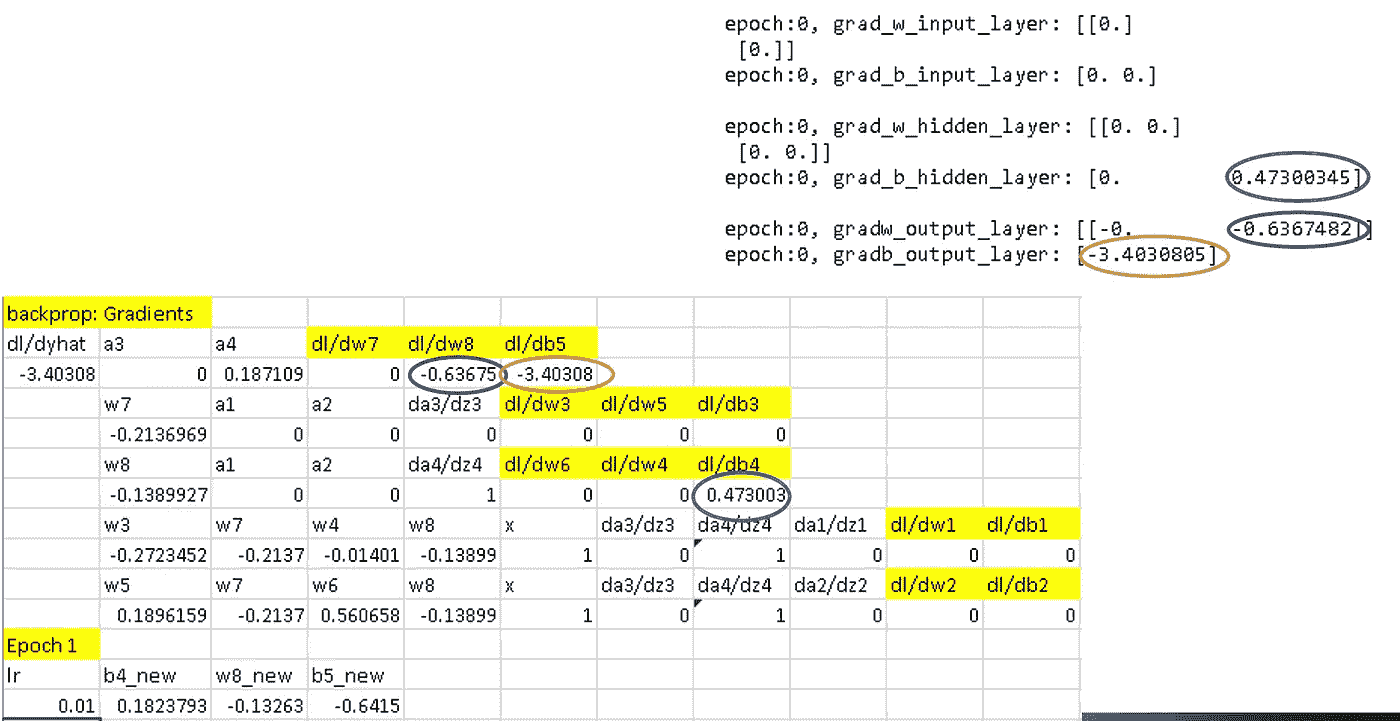 epoch:0, grad_w_input_layer: [[0.]
[0.]]
epoch:0, grad_b_input_layer: [0. 0.]
epoch:0, grad_w_hidden_layer: [[0. 0.]
[0. 0.]]
epoch:0, grad_b_hidden_layer: [0. 0.47300345]
epoch:0, gradw_output_layer: [[-0. -0.6367482]]
epoch:0, gradb_output_layer: [-3.4030805]
backprop: Gradients
dl/dyhat a3 a4 dl/dw7 dl/dw8 dl/db5
-3.40308 0 0.187109 0 -0.63675 -3.40308
w7 a1 a2 da3/dz3 dl/dw3 dl/dw5 dl/db3
-0.2136969 0 0 0 0 0 0
w8 a1 a2 da4/dz4 dl/dw6 dl/dw4 dl/db4
-0.1389927 0 0 1 0 0 0.473003
w3 w7 w4 w8 x da3/dz3 da4/dz4 da1/dz1 dl/dw1 dl/db1
-0.2723452 -0.2137 -0.01401 -0.13899 1 0 1 0 0 0
w5 w7 w6 w8 x da3/dz3 da4/dz4 da2/dz2 dl/dw2 dl/db2
0.1896159 -0.2137 0.560658 -0.13899 1 0 1 0 0 0
Epoch 1
lr b4_new w8_new b5_new
0.01 0.1823793 -0.13263 -0.6415